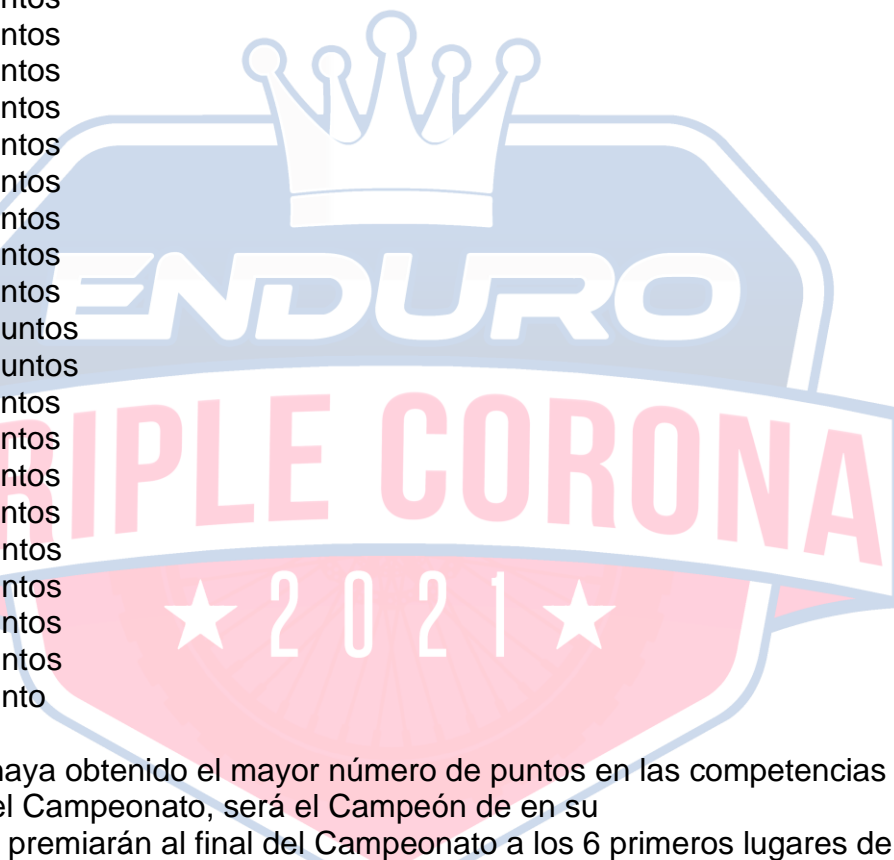 ntos
ntos
ntos
ntos
ntos
ntos
ntos
ntos
ntos
untos
untos
ntos
ntos
ntos
ntos
ntos
ntos
ntos
ntos
nto
ENDURO
RIPLE CORONA
★ 2021 ★
haya obtenido el mayor número de puntos en las competencias
el Campeonato, será el Campeón de en su
premiarán al final del Campeonato a los 6 primeros lugares de